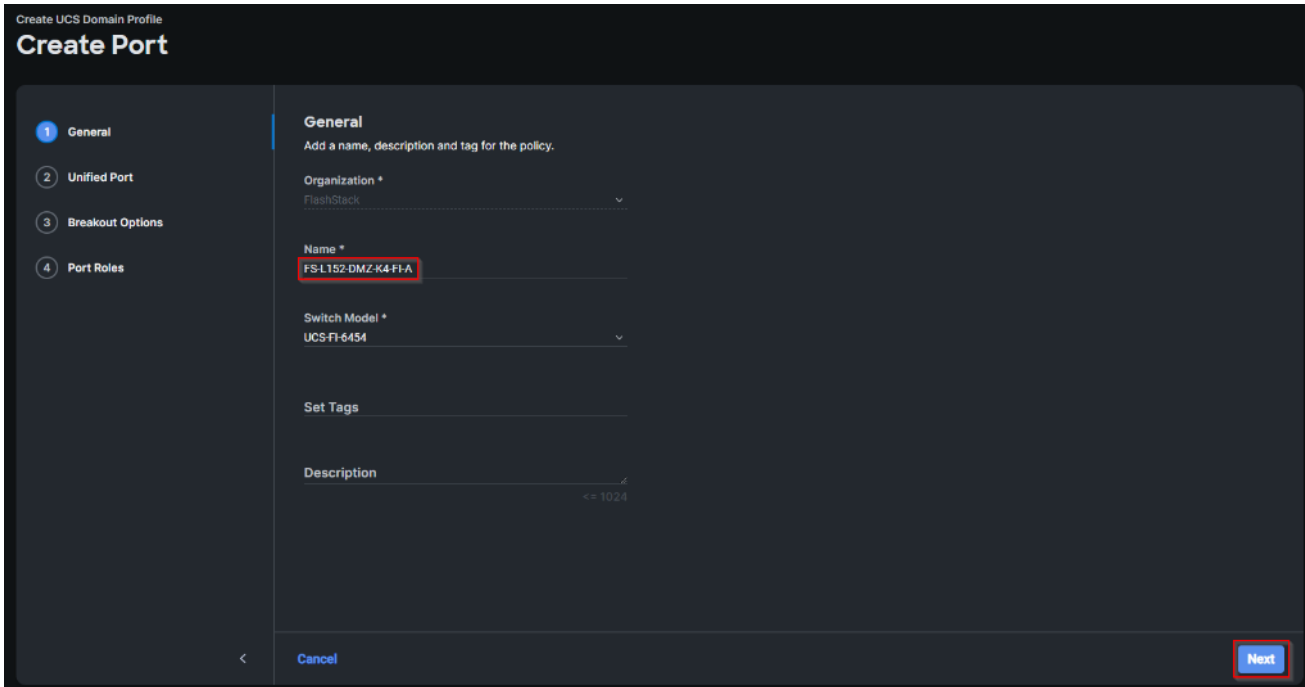 Create UCS Domain Profile
Create Port
1 General
2 Unified Port
3 Breakout Options
4 Port Roles
General
Add a name, description and tag for the policy.
Organization *
FlashStack
Name *
FS-L152-DMZ-K4-FI-A
Switch Model *
UCS-FI-6454
Set Tags
Description
<= 1024
Cancel
Next